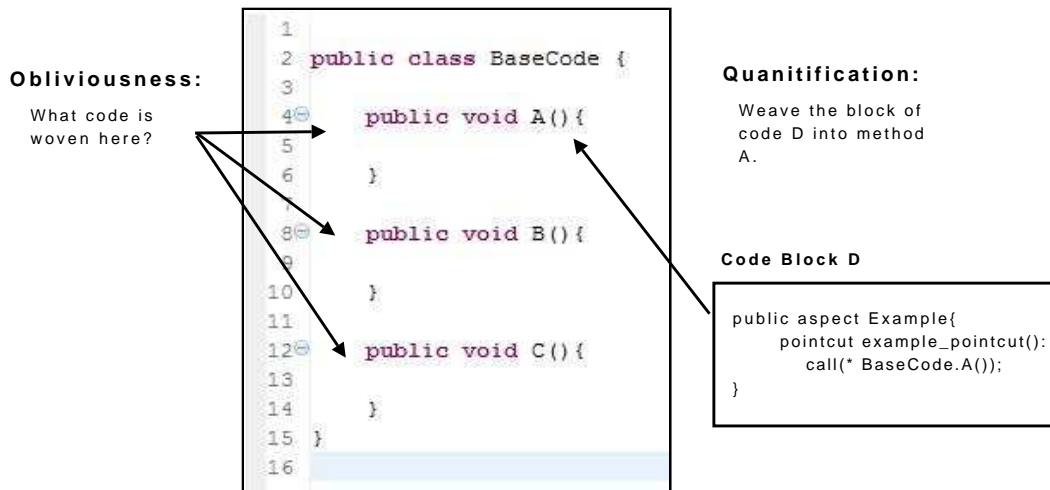 Obliviousness:
What code is
woven here?
1
2 public class BaseCode {
3
4 public void A(){
5
6 }
7
8 public void B(){
9
10 }
11
12 public void C(){
13
14 }
15 }
16
Quanitification:
Weave the block of
code D into method
A.
Code Block D
public aspect Example{
pointcut example_pointcut():
call(* BaseCode.A());
}